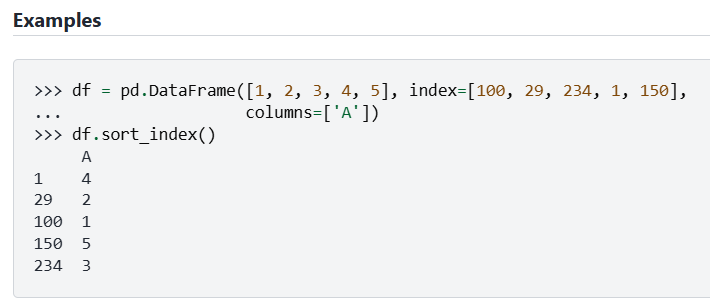 Examples
>>> df = pd.DataFrame([1, 2, 3, 4, 5], index=[100, 29, 234, 1, 150],
...                   columns=['A'])
>>> df.sort_index()
     A
1    4
29   2
100  1
150  5
234  3